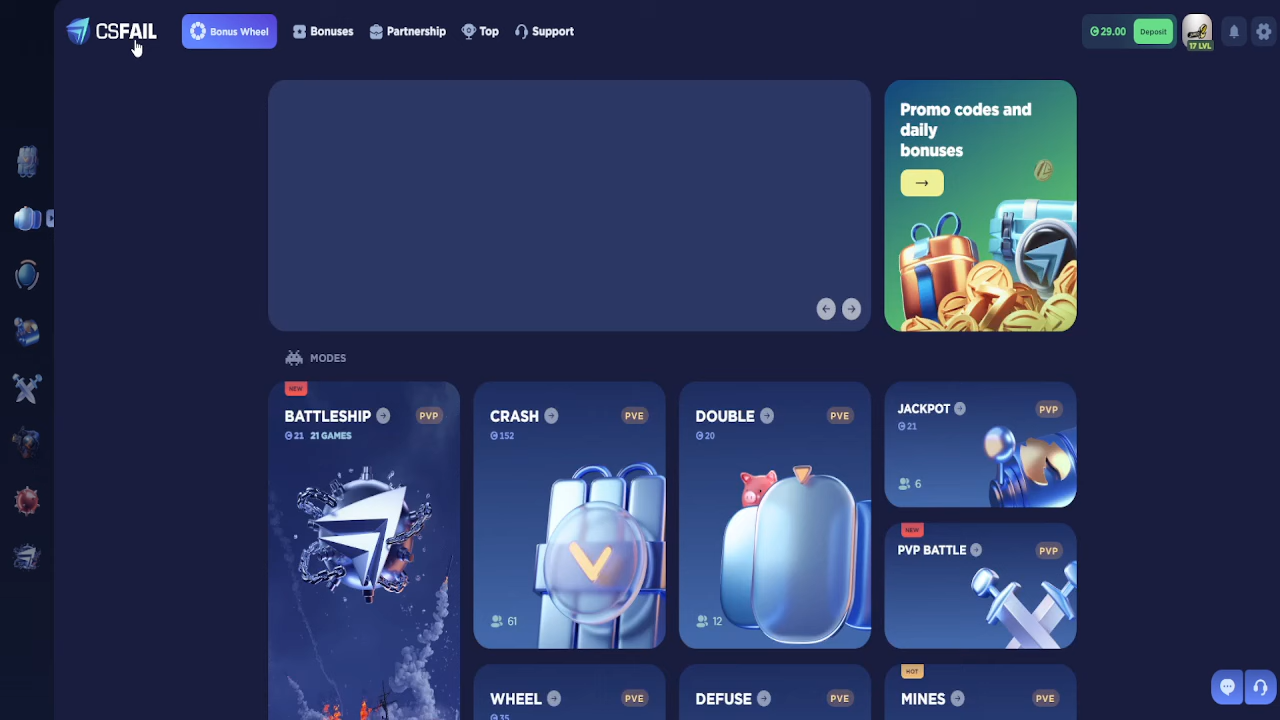 CSFAIL
Bonus Wheel
Bonuses
Partnership
Top
Support
29.00
Deposit
17 LVL
Promo codes and
daily
bonuses
MODES
NEW
BATTLESHIP
PVP
21 21 GAMES
CRASH
PVE
152
61
DOUBLE
PVE
20
12
JACKPOT
PVP
21
6
NEW
PVP BATTLE
PVP
WHEEL
PVE
35
DEFUSE
PVE
HOT
MINES
PVE